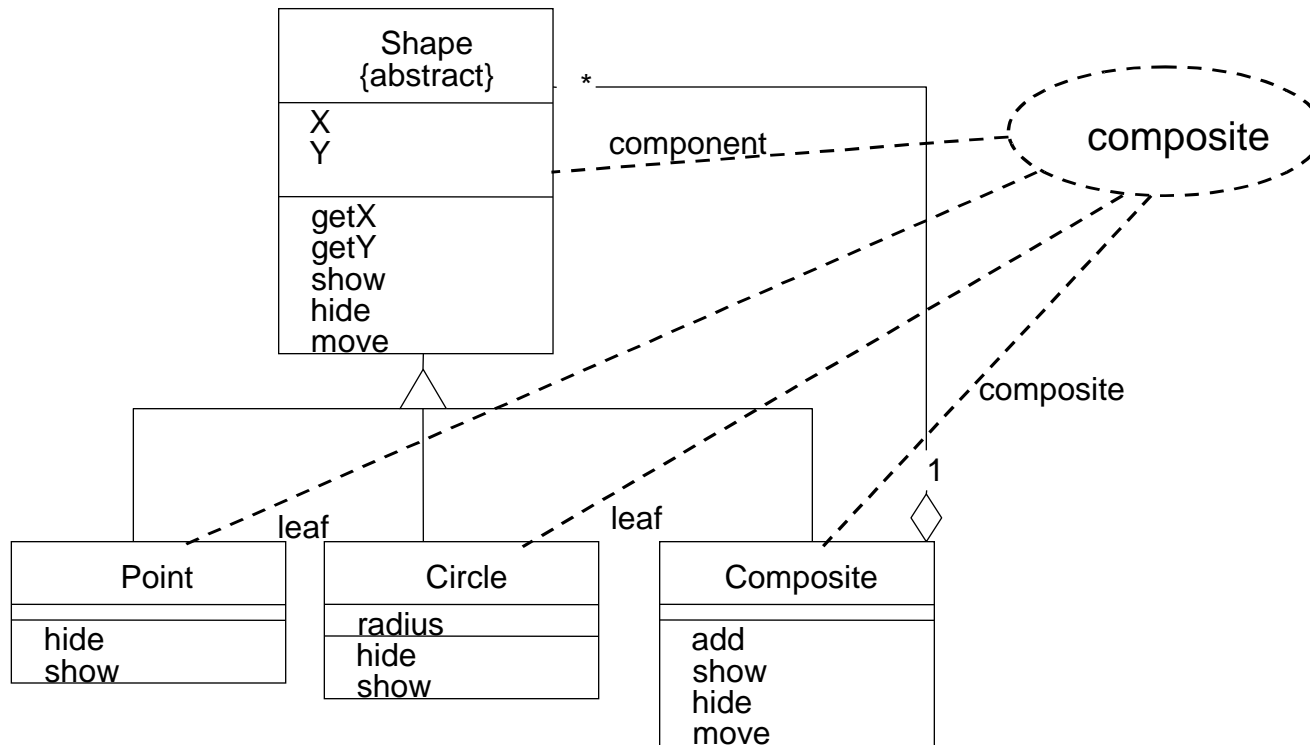 Shape
{abstract}
*
X
Y
component
composite
getX
getY
show
hide
move
composite
1
leaf
leaf
Point
Circle
Composite
radius
hide
show
hide
show
add
show
hide
move